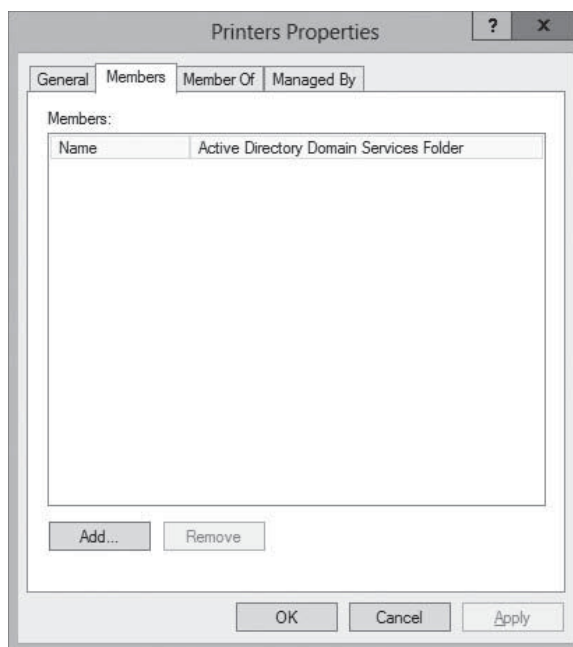 Printers Properties
?
x
General Members Member Of Managed By
Members:
Name Active Directory Domain Services Folder
Add... Remove
OK Cancel Apply